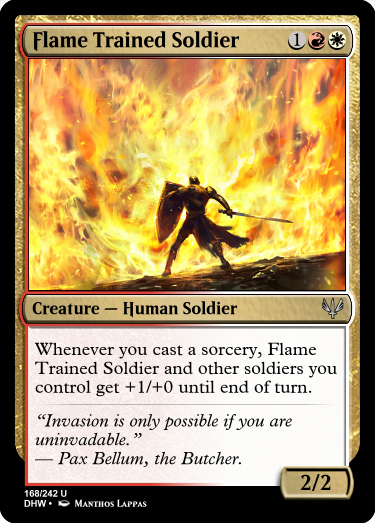 Flame Trained Soldier 1
Creature — Human Soldier
Whenever you cast a sorcery, Flame
Trained Soldier and other soldiers you
control get +1/+0 until end of turn.
“Invasion is only possible if you are
uninvadable.”
— Pax Bellum, the Butcher.
2/2
168/242 U
DHW • Manthos Lappas